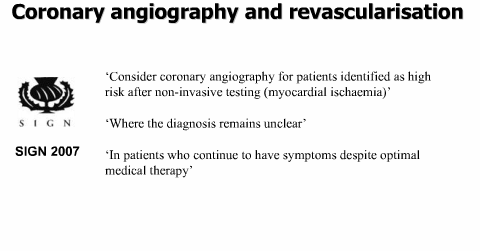 Coronary angiography and revascularisation
‘Consider coronary angiography for patients identified as high
risk after non-invasive testing (myocardial ischaemia)’
S I G N
‘Where the diagnosis remains unclear’
SIGN 2007
‘In patients who continue to have symptoms despite optimal
medical therapy’